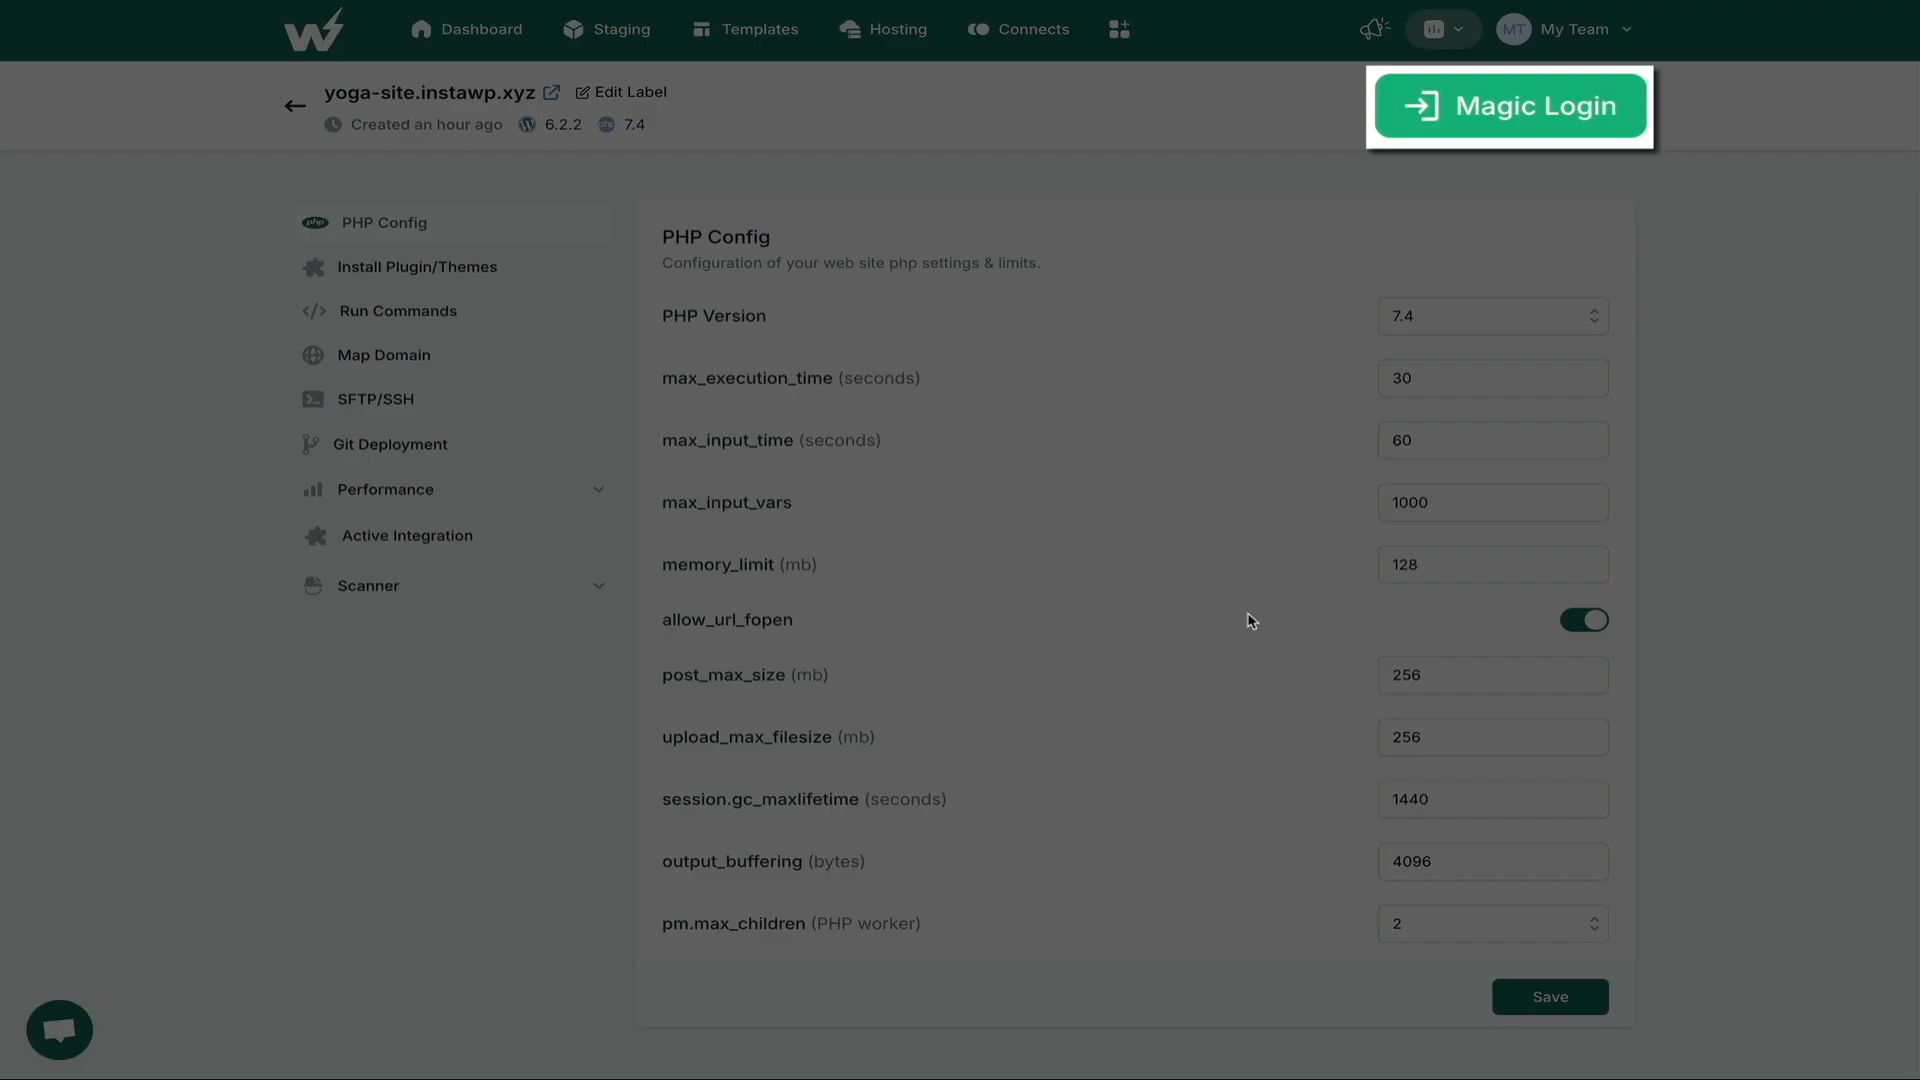 Dashboard
Staging
Templates
Hosting
Connects
MT
My Team
yoga-site.instawp.xyz
Edit Label
Created an hour ago
6.2.2
php
7.4
Magic Login
php
PHP Config
Install Plugin/Themes
Run Commands
Map Domain
SFTP/SSH
Git Deployment
Performance
Active Integration
Scanner
PHP Config
Configuration of your web site php settings & limits.
PHP Version
7.4
max_execution_time (seconds)
30
max_input_time (seconds)
60
max_input_vars
1000
memory_limit (mb)
128
allow_url_fopen
post_max_size (mb)
256
upload_max_filesize (mb)
256
session.gc_maxlifetime (seconds)
1440
output_buffering (bytes)
4096
pm.max_children (PHP worker)
2
Save